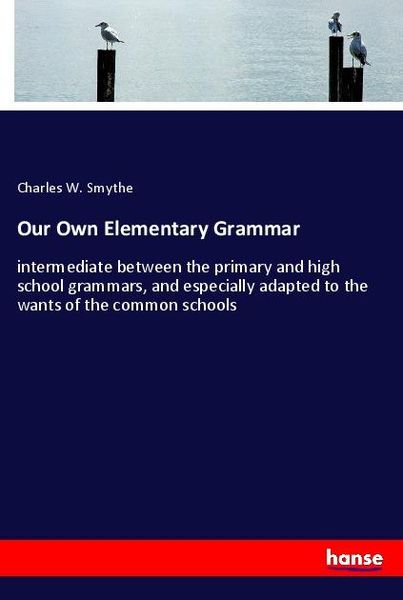 Charles W. Smythe
Our Own Elementary Grammar
intermediate between the primary and high
school grammars, and especially adapted to the
wants of the common schools
hanse